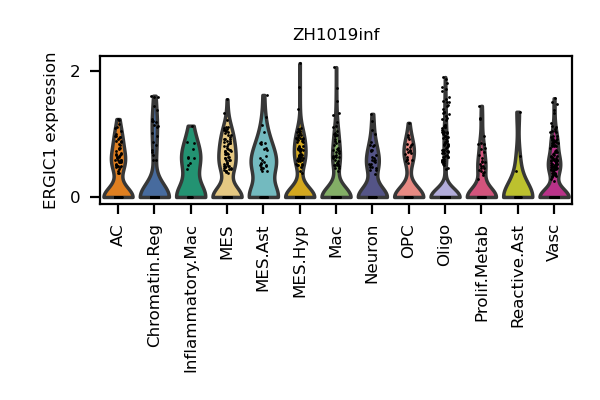 ZH1019inf
ERGIC1 expression
2
0
AC
Chromatin.Reg
Inflammatory.Mac
MES
MES.Ast
MES.Hyp
Mac
Neuron
OPC
Oligo
Prolif.Metab
Reactive.Ast
Vasc